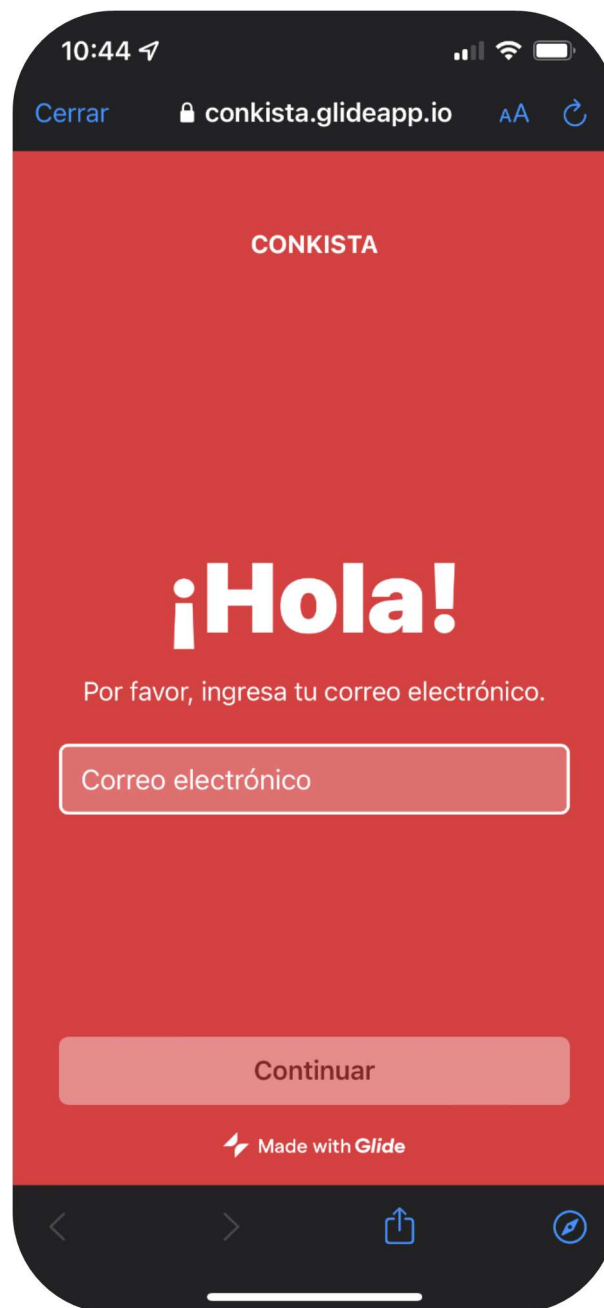 10:44
Cerrar conkista.glideapp.io AA
CONKISTA
¡Hola!
Por favor, ingresa tu correo electrónico.
Correo electrónico
Continuar
Made with Glide